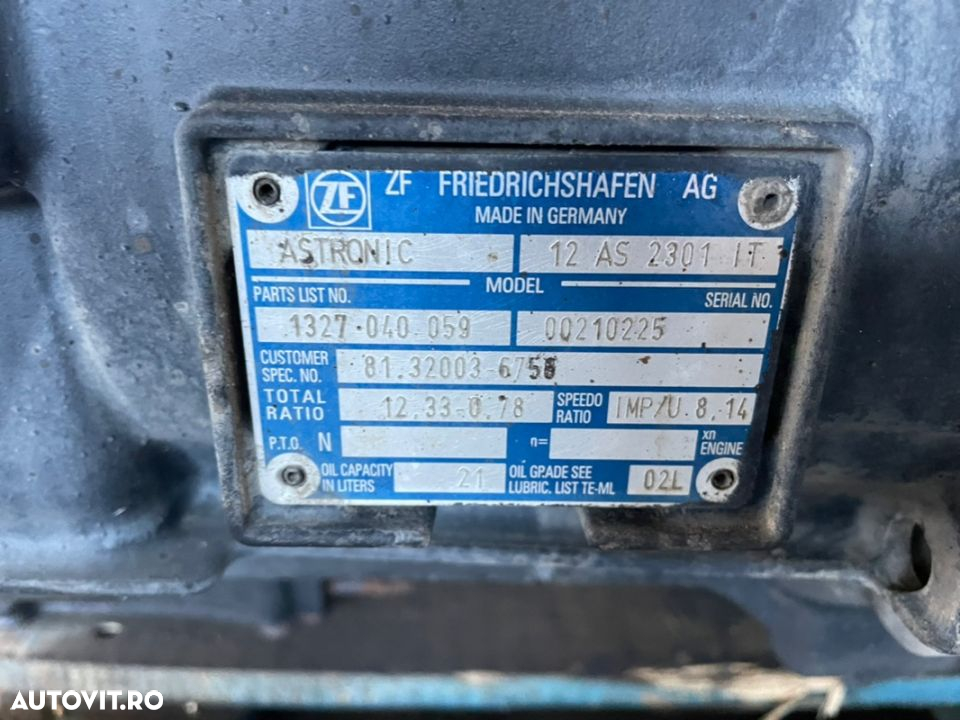 ZF FRIEDRICHSHAFEN AG
MADE IN GERMANY
ASTRONIC 12 AS 2301 IT
MODEL
PARTS LIST NO. SERIAL NO.
1327.040.059 00210225
CUSTOMER SPEC. NO. 81.32003-6756
TOTAL RATIO 12.33-0.78 SPEEDO RATIO IMP/U. 8. 14
P.T.O. N n= xn ENGINE
OIL CAPACITY IN LITERS 21 OIL GRADE SEE LUBRIC. LIST TE-ML 02L
AUTOVIT.RO